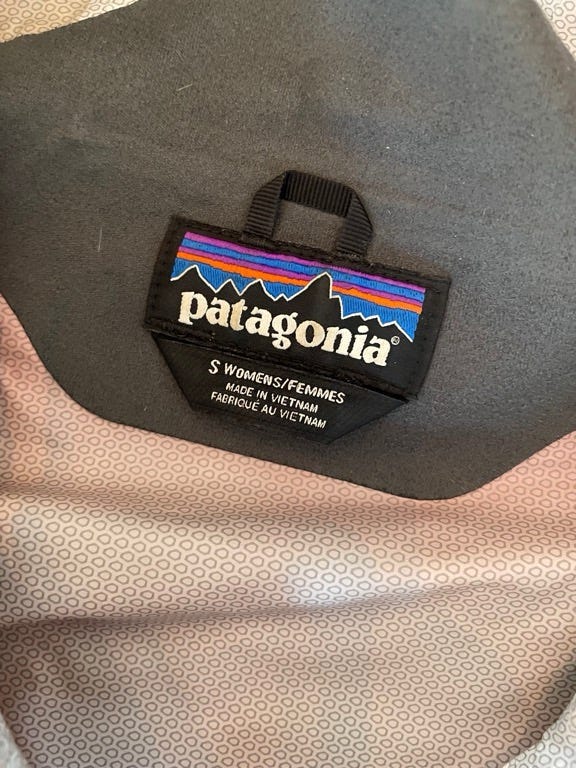 patagonia®
S WOMENS/FEMMES
MADE IN VIETNAM
FABRIQUÉ AU VIETNAM